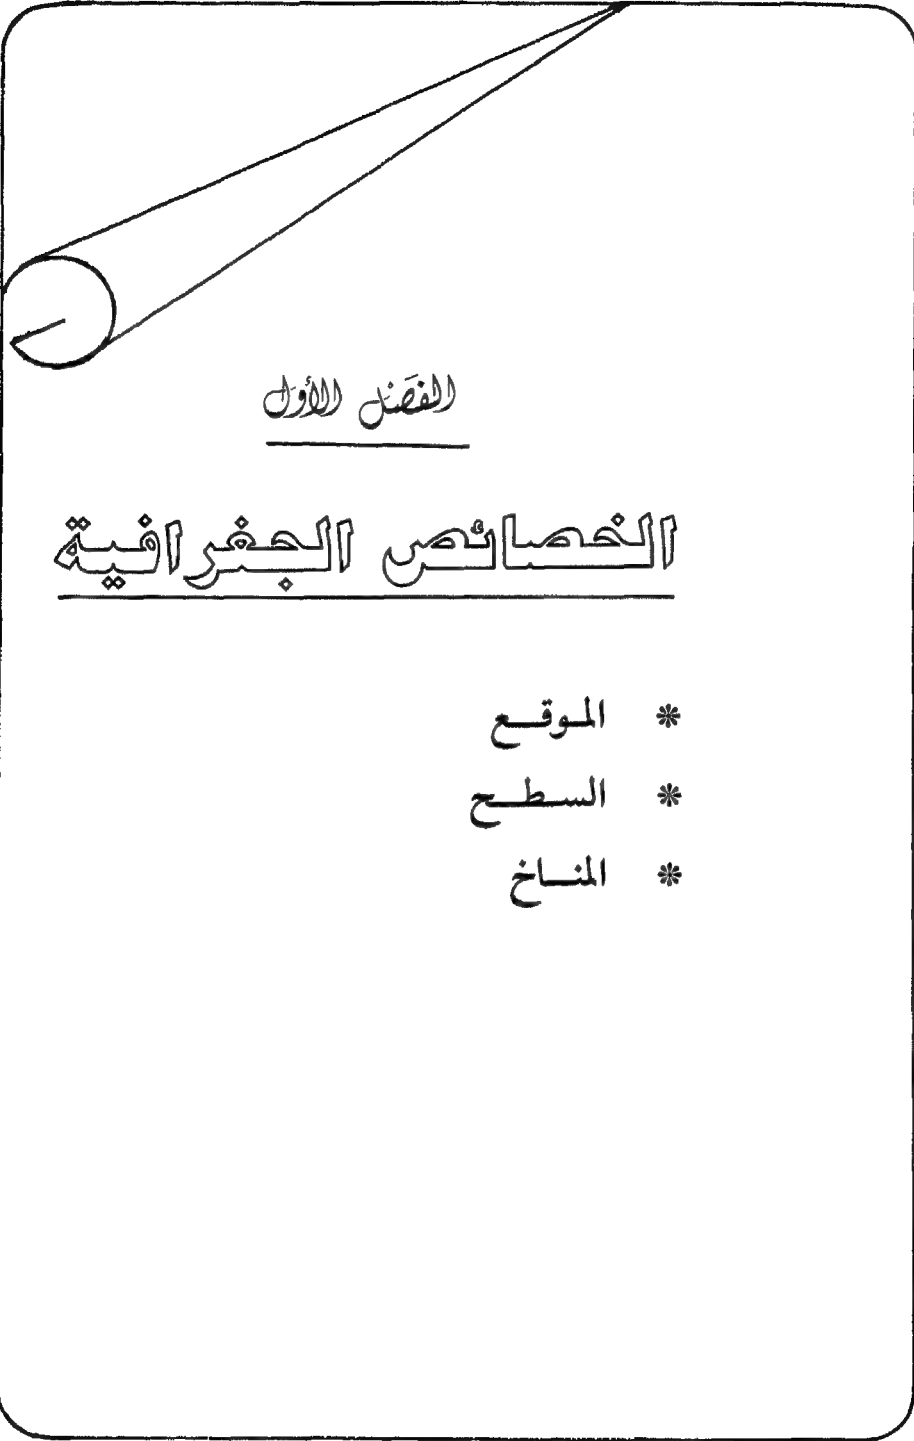 الفصل الأول
الخصائص الجغرافية
* الموقع
* السطح
* المناخ